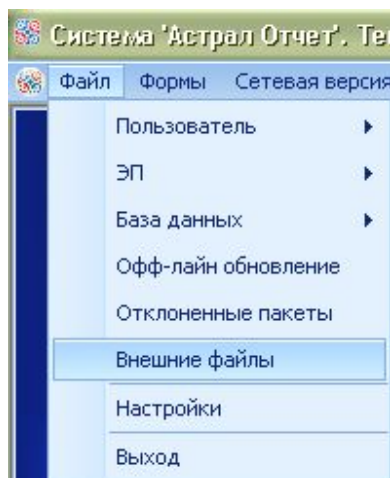 Система 'Астрал Отчет'. Те
Файл Формы Сетевая версия
Пользователь
ЭП
База данных
Офф-лайн обновление
Отклоненные пакеты
Внешние файлы
Настройки
Выход